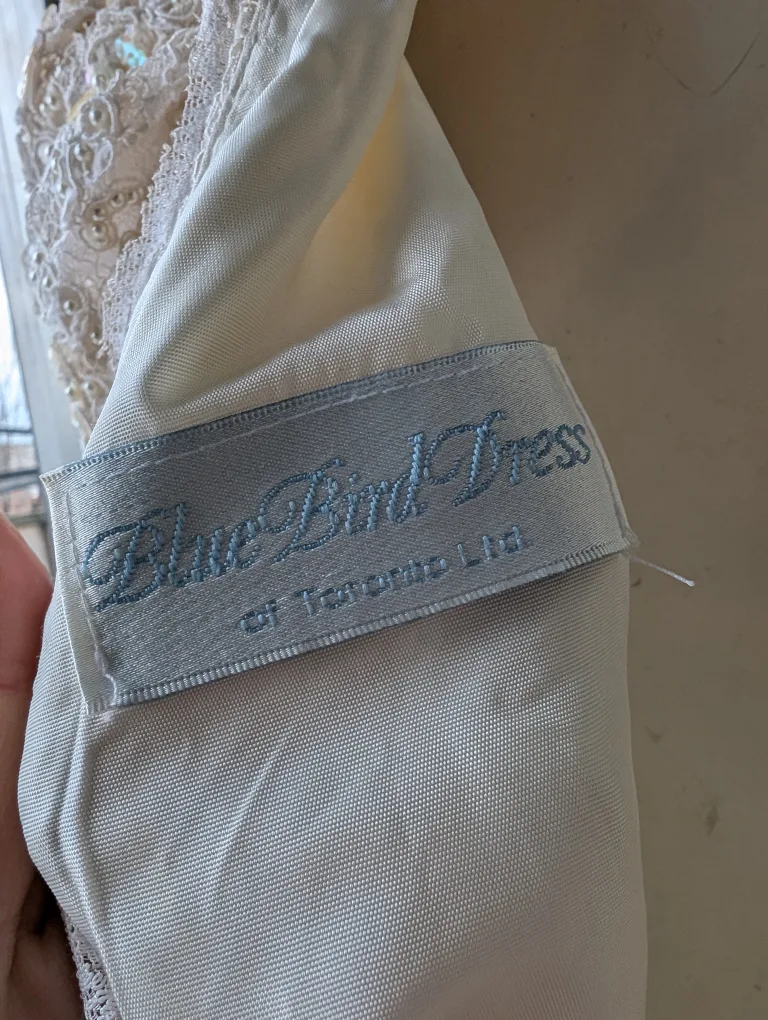 Blue Bird Dress
of Toronto Ltd.